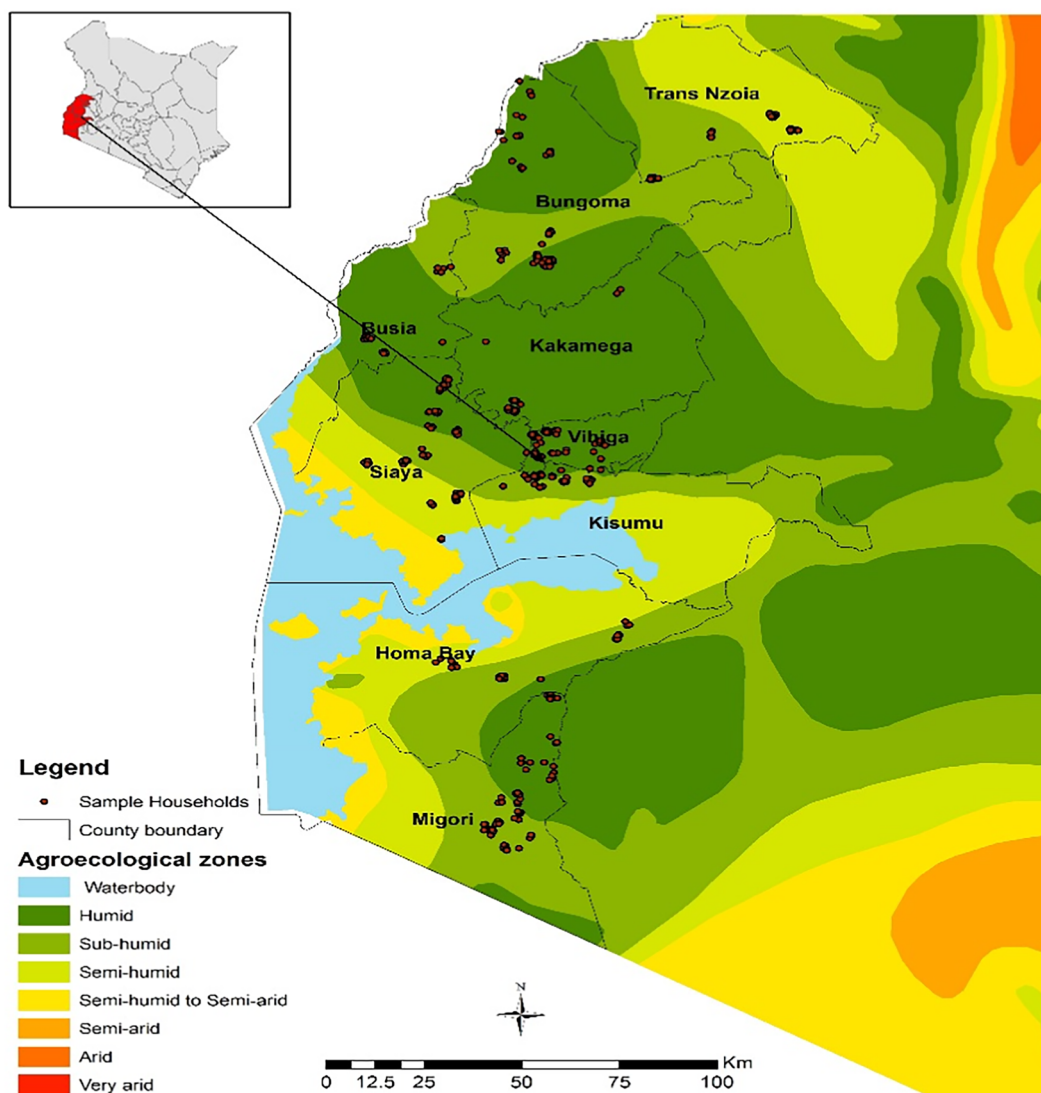 Trans Nzoia
Bungoma
Busia
Kakamega
Vihiga
Siaya
Kisumu
Homa Bay
Migori
Legend
Sample Households
County boundary
Agroecological zones
Waterbody
Humid
Sub-humid
Semi-humid
Semi-humid to Semi-arid
Semi-arid
Arid
Very arid
N
Km
0 12.5 25 50 75 100